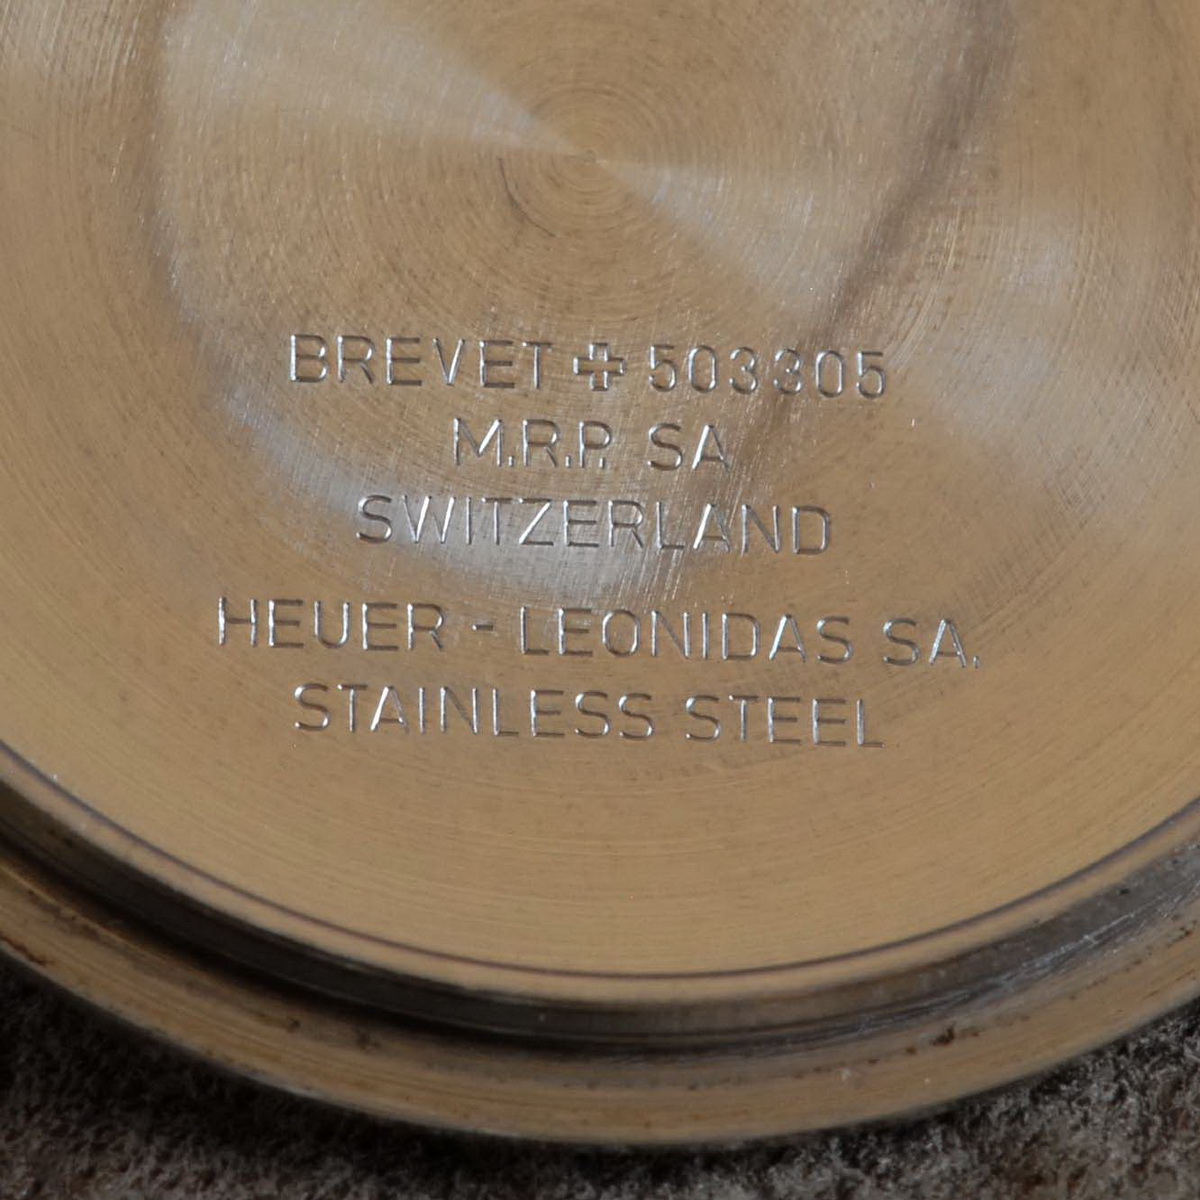 BREVET ✚ 503305
M.R.P. SA
SWITZERLAND
HEUER - LEONIDAS SA.
STAINLESS STEEL